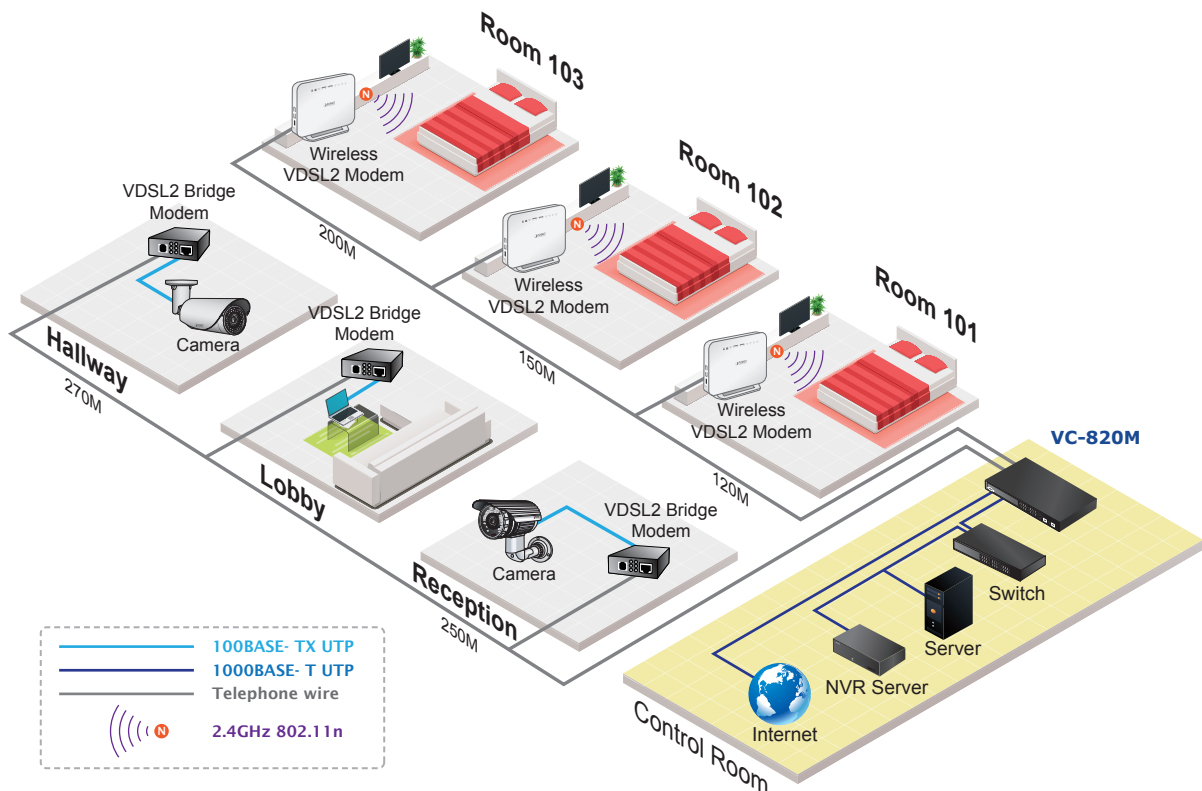 Room 103
Wireless
VDSL2 Modem
N
200M
Room 102
Wireless
VDSL2 Modem
N
150M
Room 101
Wireless
VDSL2 Modem
N
120M
VDSL2 Bridge
Modem
Camera
Hallway
270M
VDSL2 Bridge
Modem
Lobby
VDSL2 Bridge
Modem
Camera
Reception
250M
VC-820M
Switch
Server
NVR Server
Internet
Control Room
100BASE- TX UTP
1000BASE- T UTP
Telephone wire
N
2.4GHz 802.11n